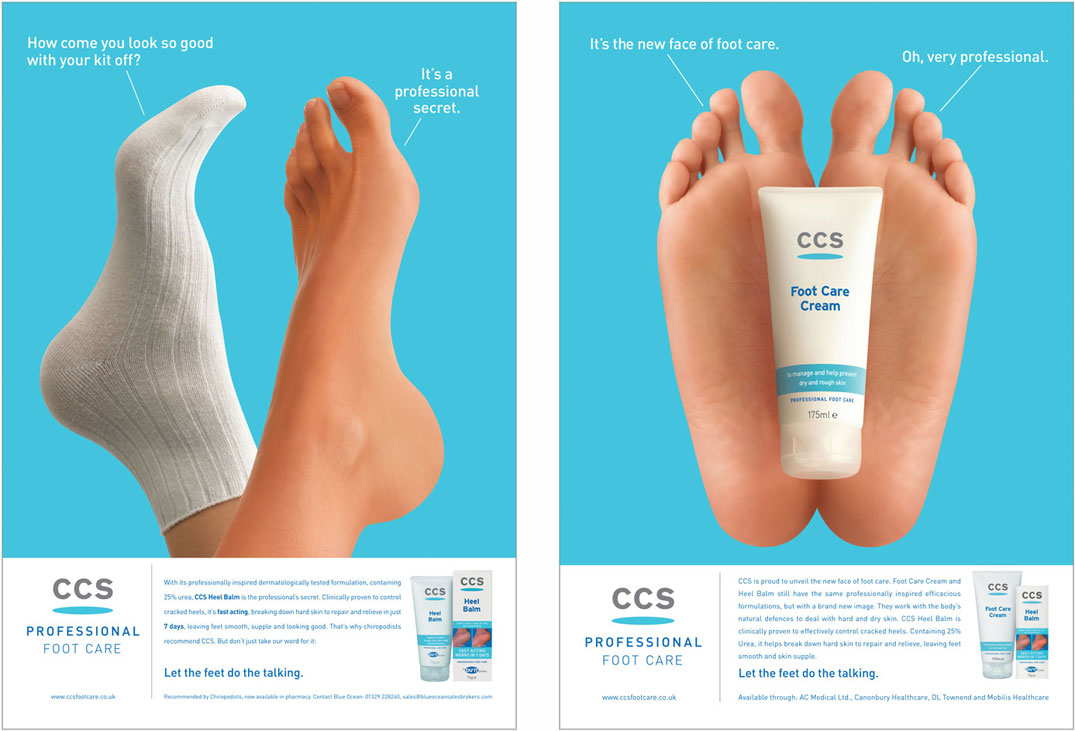 How come you look so good
with your kit off?
It's a
professional
secret.
CCS
PROFESSIONAL
FOOT CARE
www.ccsfootcare.co.uk
With its professionally inspired dermatologically tested formulation, containing
25% urea, CCS Heel Balm is the professional's secret. Clinically proven to control
cracked heels, it's fast acting, breaking down hard skin to repair and relieve in just
7 days, leaving feet smooth, supple and looking good. That's why chiropodists
recommend CCS. But don't just take our word for it:
Let the feet do the talking.
Recommended by Chiropodists, now available in pharmacy. Contact Blue Ocean: 01329 228240, sales@blueoceansalesbrokers.com
CCS
Heel
Balm
CCS
Heel
Balm
FAST ACTING
WORKS IN 7 DAYS
It's the new face of foot care.
Oh, very professional.
CCS
Foot Care
Cream
to manage and help prevent
dry and rough skin
PROFESSIONAL FOOT CARE
175ml e
CCS
PROFESSIONAL
FOOT CARE
www.ccsfootcare.co.uk
CCS is proud to unveil the new face of foot care. Foot Care Cream and
Heel Balm still have the same professionally inspired efficacious
formulations, but with a brand new image. They work with the body's
natural defences to deal with hard and dry skin. CCS Heel Balm is
clinically proven to effectively control cracked heels. Containing 25%
Urea, it helps break down hard skin to repair and relieve, leaving feet
smooth and skin supple.
Let the feet do the talking.
Available through: AC Medical Ltd., Canonbury Healthcare, DL Townend and Mobilis Healthcare
CCS
Foot Care
Cream
CCS
Heel
Balm